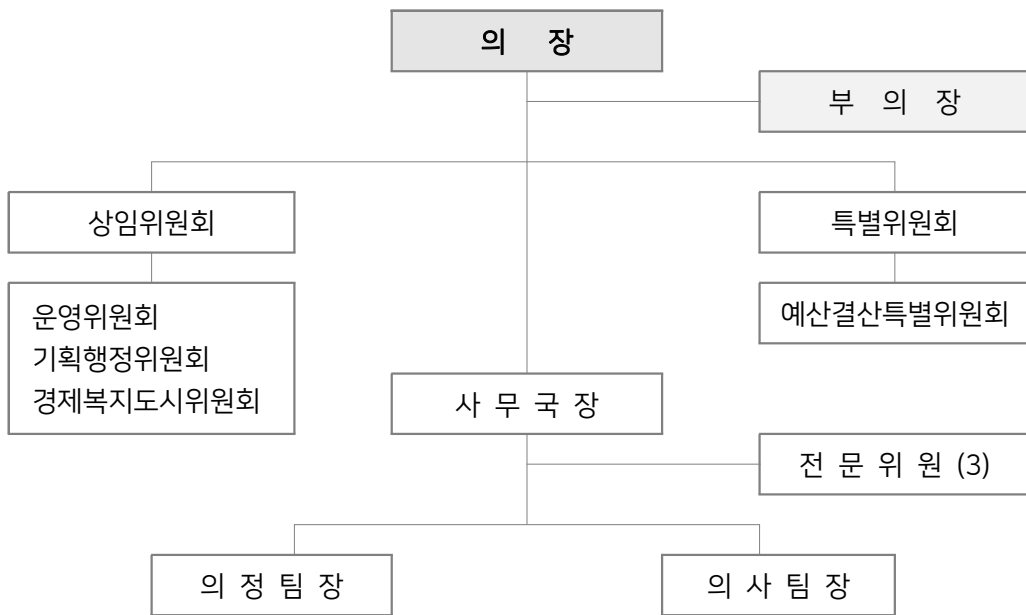 의 장
부 의 장
상임위원회
특별위원회
운영위원회
기획행정위원회
경제복지도시위원회
예산결산특별위원회
사 무 국 장
전 문 위 원 (3)
의 정 팀 장
의 사 팀 장